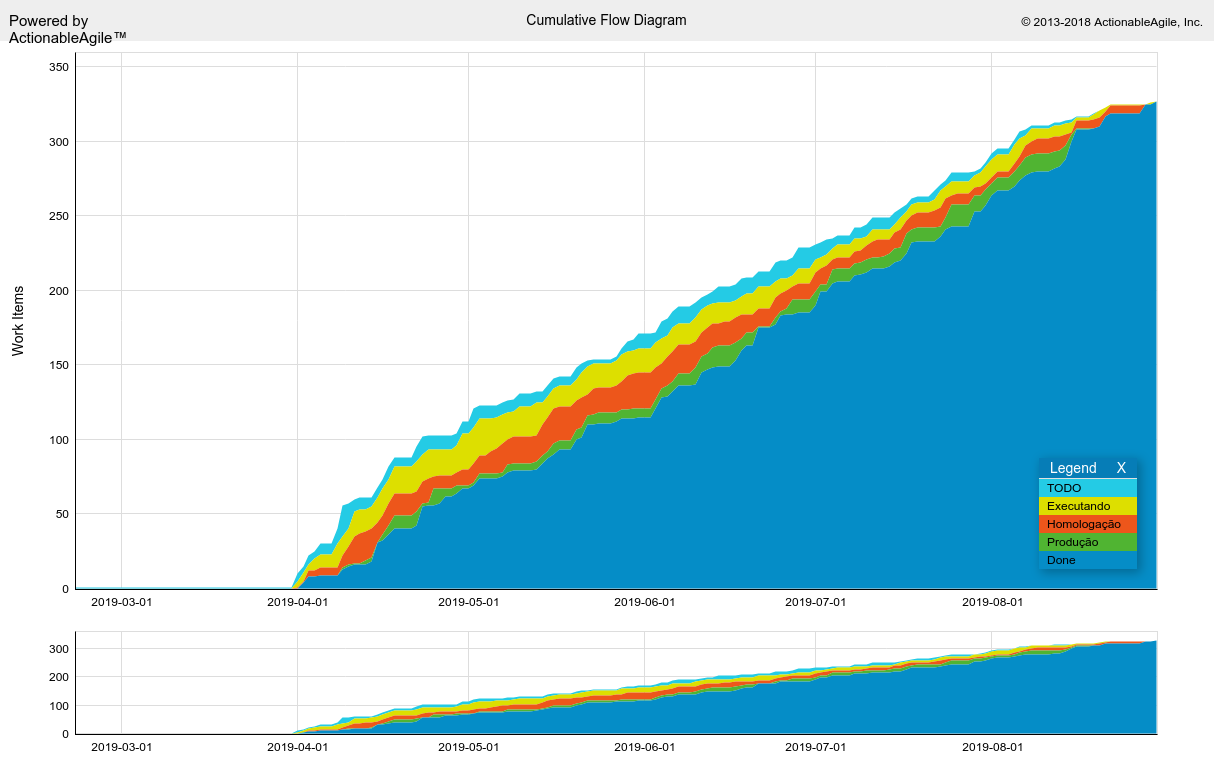 Powered by
ActionableAgile™
Cumulative Flow Diagram
© 2013-2018 ActionableAgile, Inc.
Work Items
350
300
250
200
150
100
50
0
2019-03-01 2019-04-01 2019-05-01 2019-06-01 2019-07-01 2019-08-01
Legend X
TODO
Executando
Homologação
Produção
Done
300
200
100
0
2019-03-01 2019-04-01 2019-05-01 2019-06-01 2019-07-01 2019-08-01